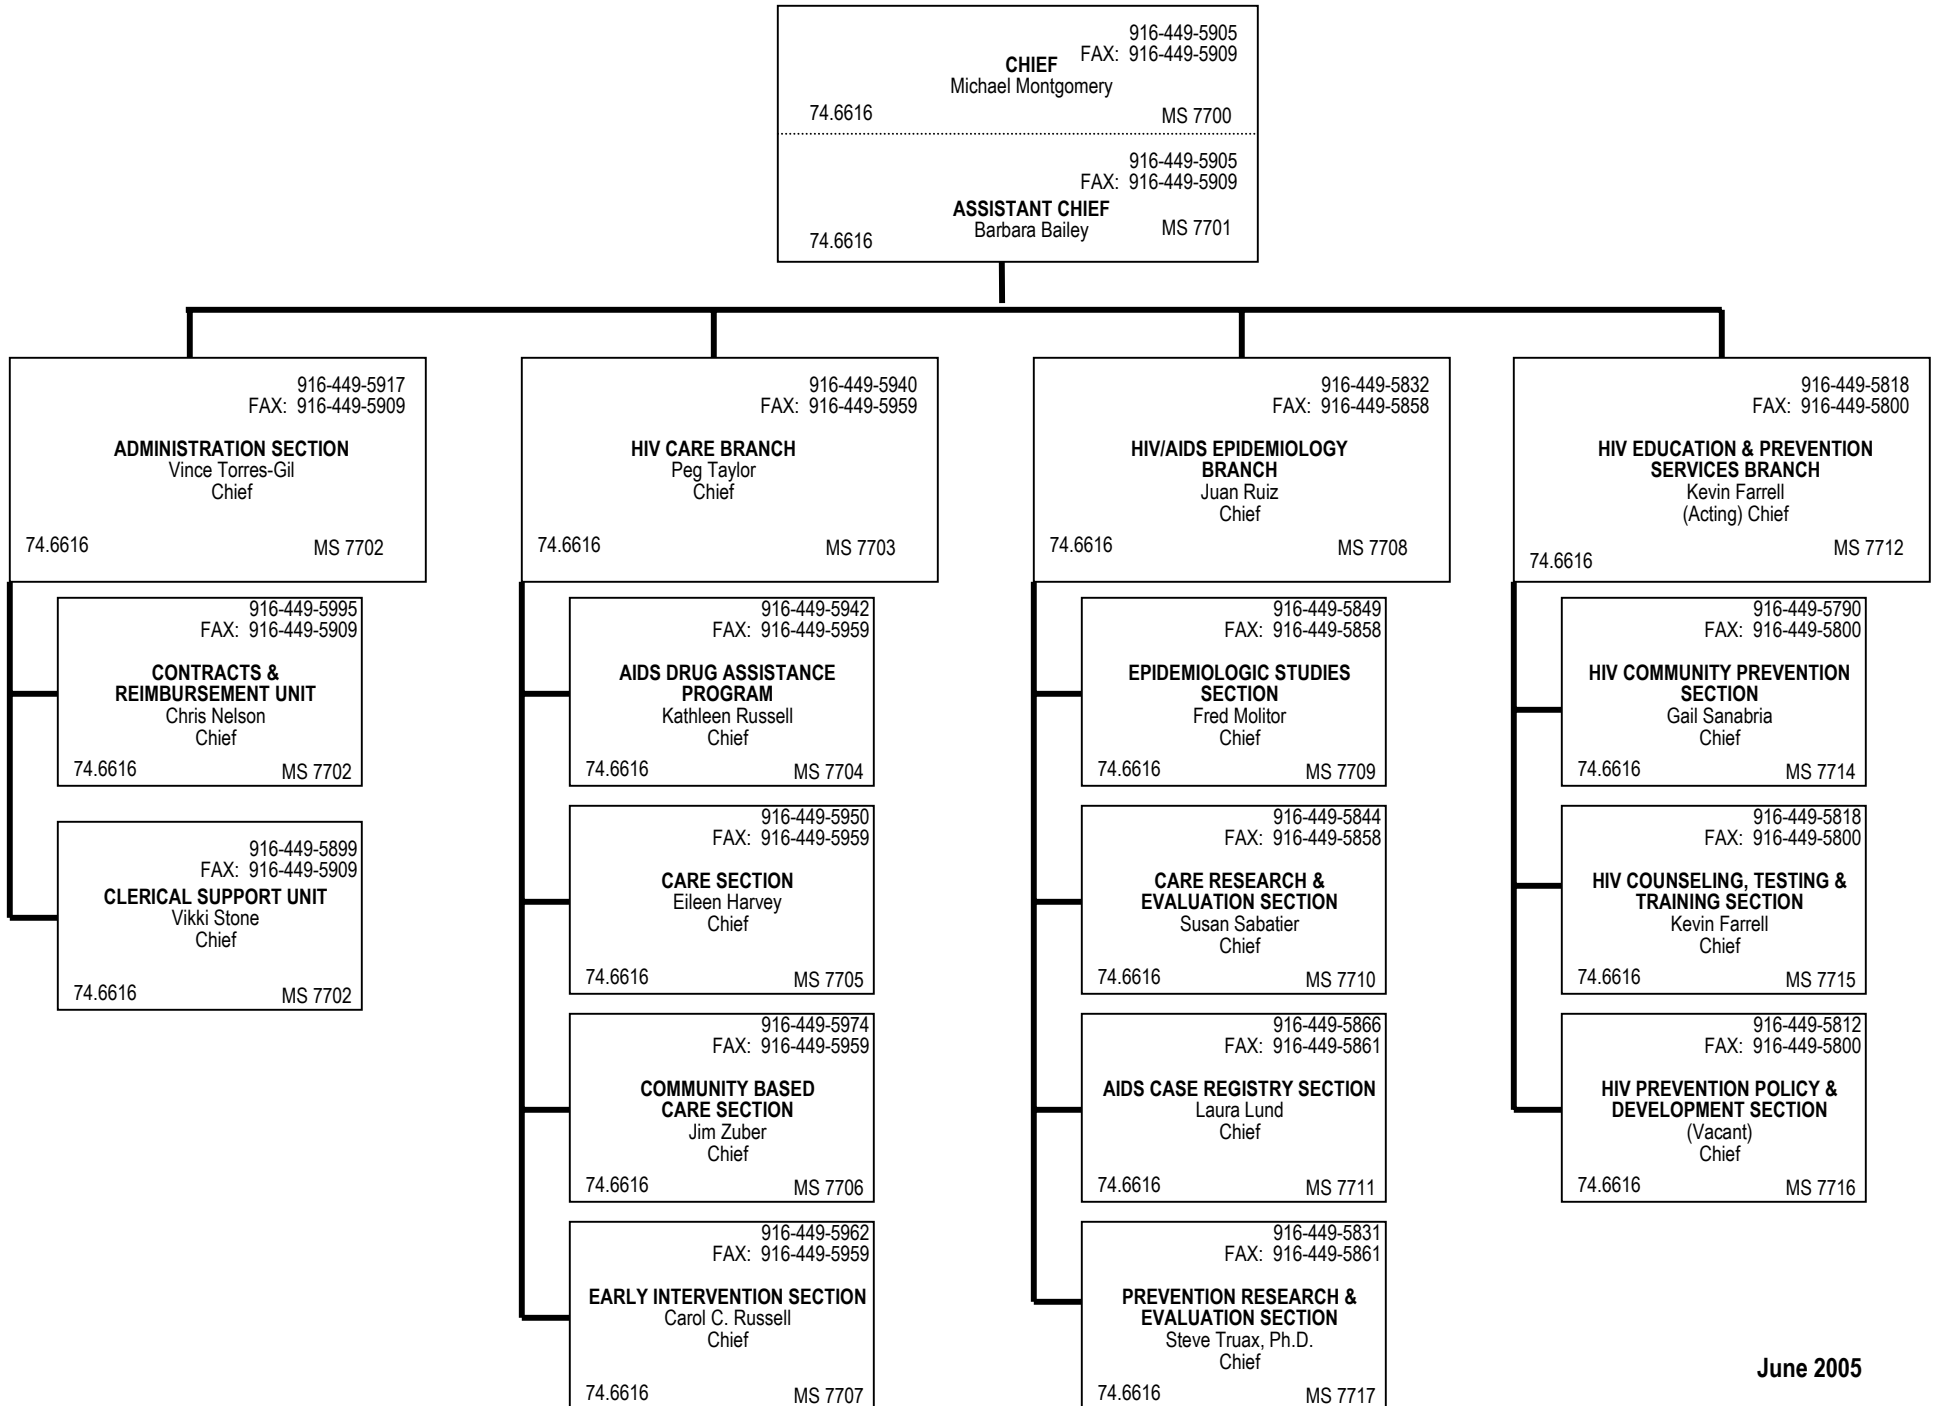 916-449-5905
FAX: 916-449-5909
CHIEF
Michael Montgomery
74.6616
MS 7700
916-449-5905
FAX: 916-449-5909
ASSISTANT CHIEF
Barbara Bailey
MS 7701
74.6616
916-449-5917
FAX: 916-449-5909
ADMINISTRATION SECTION
Vince Torres-Gil
Chief
74.6616
MS 7702
916-449-5995
FAX: 916-449-5909
CONTRACTS &
REIMBURSEMENT UNIT
Chris Nelson
Chief
74.6616
MS 7702
916-449-5899
FAX: 916-449-5909
CLERICAL SUPPORT UNIT
Vikki Stone
Chief
74.6616
MS 7702
916-449-5940
FAX: 916-449-5959
HIV CARE BRANCH
Peg Taylor
Chief
74.6616
MS 7703
916-449-5942
FAX: 916-449-5959
AIDS DRUG ASSISTANCE
PROGRAM
Kathleen Russell
Chief
74.6616
MS 7704
916-449-5950
FAX: 916-449-5959
CARE SECTION
Eileen Harvey
Chief
74.6616
MS 7705
916-449-5974
FAX: 916-449-5959
COMMUNITY BASED
CARE SECTION
Jim Zuber
Chief
74.6616
MS 7706
916-449-5962
FAX: 916-449-5959
EARLY INTERVENTION SECTION
Carol C. Russell
Chief
74.6616
MS 7707
916-449-5832
FAX: 916-449-5858
HIV/AIDS EPIDEMIOLOGY
BRANCH
Juan Ruiz
Chief
74.6616
MS 7708
916-449-5849
FAX: 916-449-5858
EPIDEMIOLOGIC STUDIES
SECTION
Fred Molitor
Chief
74.6616
MS 7709
916-449-5844
FAX: 916-449-5858
CARE RESEARCH &
EVALUATION SECTION
Susan Sabatier
Chief
74.6616
MS 7710
916-449-5866
FAX: 916-449-5861
AIDS CASE REGISTRY SECTION
Laura Lund
Chief
74.6616
MS 7711
916-449-5831
FAX: 916-449-5861
PREVENTION RESEARCH &
EVALUATION SECTION
Steve Truax, Ph.D.
Chief
74.6616
MS 7717
916-449-5818
FAX: 916-449-5800
HIV EDUCATION & PREVENTION
SERVICES BRANCH
Kevin Farrell
(Acting) Chief
MS 7712
74.6616
916-449-5790
FAX: 916-449-5800
HIV COMMUNITY PREVENTION
SECTION
Gail Sanabria
Chief
74.6616
MS 7714
916-449-5818
FAX: 916-449-5800
HIV COUNSELING, TESTING &
TRAINING SECTION
Kevin Farrell
Chief
74.6616
MS 7715
916-449-5812
FAX: 916-449-5800
HIV PREVENTION POLICY &
DEVELOPMENT SECTION
(Vacant)
Chief
74.6616
MS 7716
June 2005